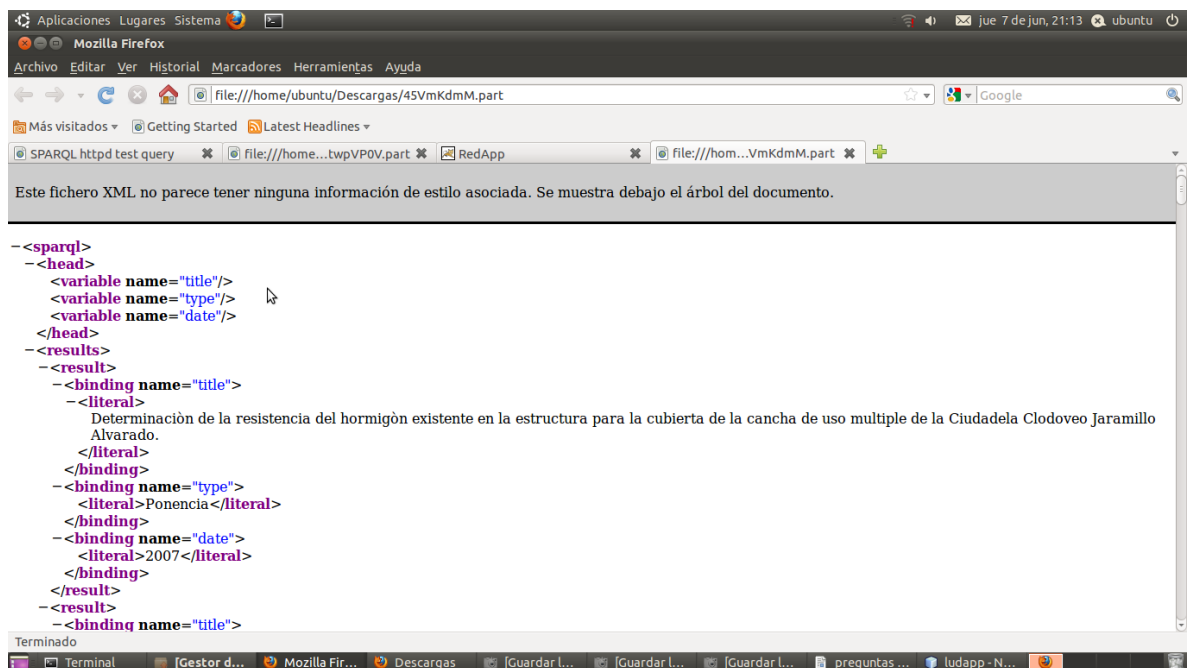 Aplicaciones Lugares Sistema jue 7 de jun, 21:13 ubuntu
Mozilla Firefox
Archivo Editar Ver Historial Marcadores Herramientas Ayuda
file:///home/ubuntu/Descargas/45VmKdmM.part Google
Más visitados Getting Started Latest Headlines
SPARQL httpd test query file:///home...twpVP0V.part RedApp file:///hom...VmKdmM.part
Este fichero XML no parece tener ninguna información de estilo asociada. Se muestra debajo el árbol del documento.
−<sparql>
−<head>
<variable name="title"/>
<variable name="type"/>
<variable name="date"/>
</head>
−<results>
−<result>
−<binding name="title">
−<literal>
Determinaciòn de la resistencia del hormigòn existente en la estructura para la cubierta de la cancha de uso multiple de la Ciudadela Clodoveo Jaramillo
Alvarado.
</literal>
</binding>
−<binding name="type">
<literal>Ponencia</literal>
</binding>
−<binding name="date">
<literal>2007</literal>
</binding>
</result>
−<result>
−<binding name="title">
Terminado
Terminal [Gestor d... Mozilla Fir... Descargas [Guardar l... [Guardar l... [Guardar l... preguntas ... ludapp - N...